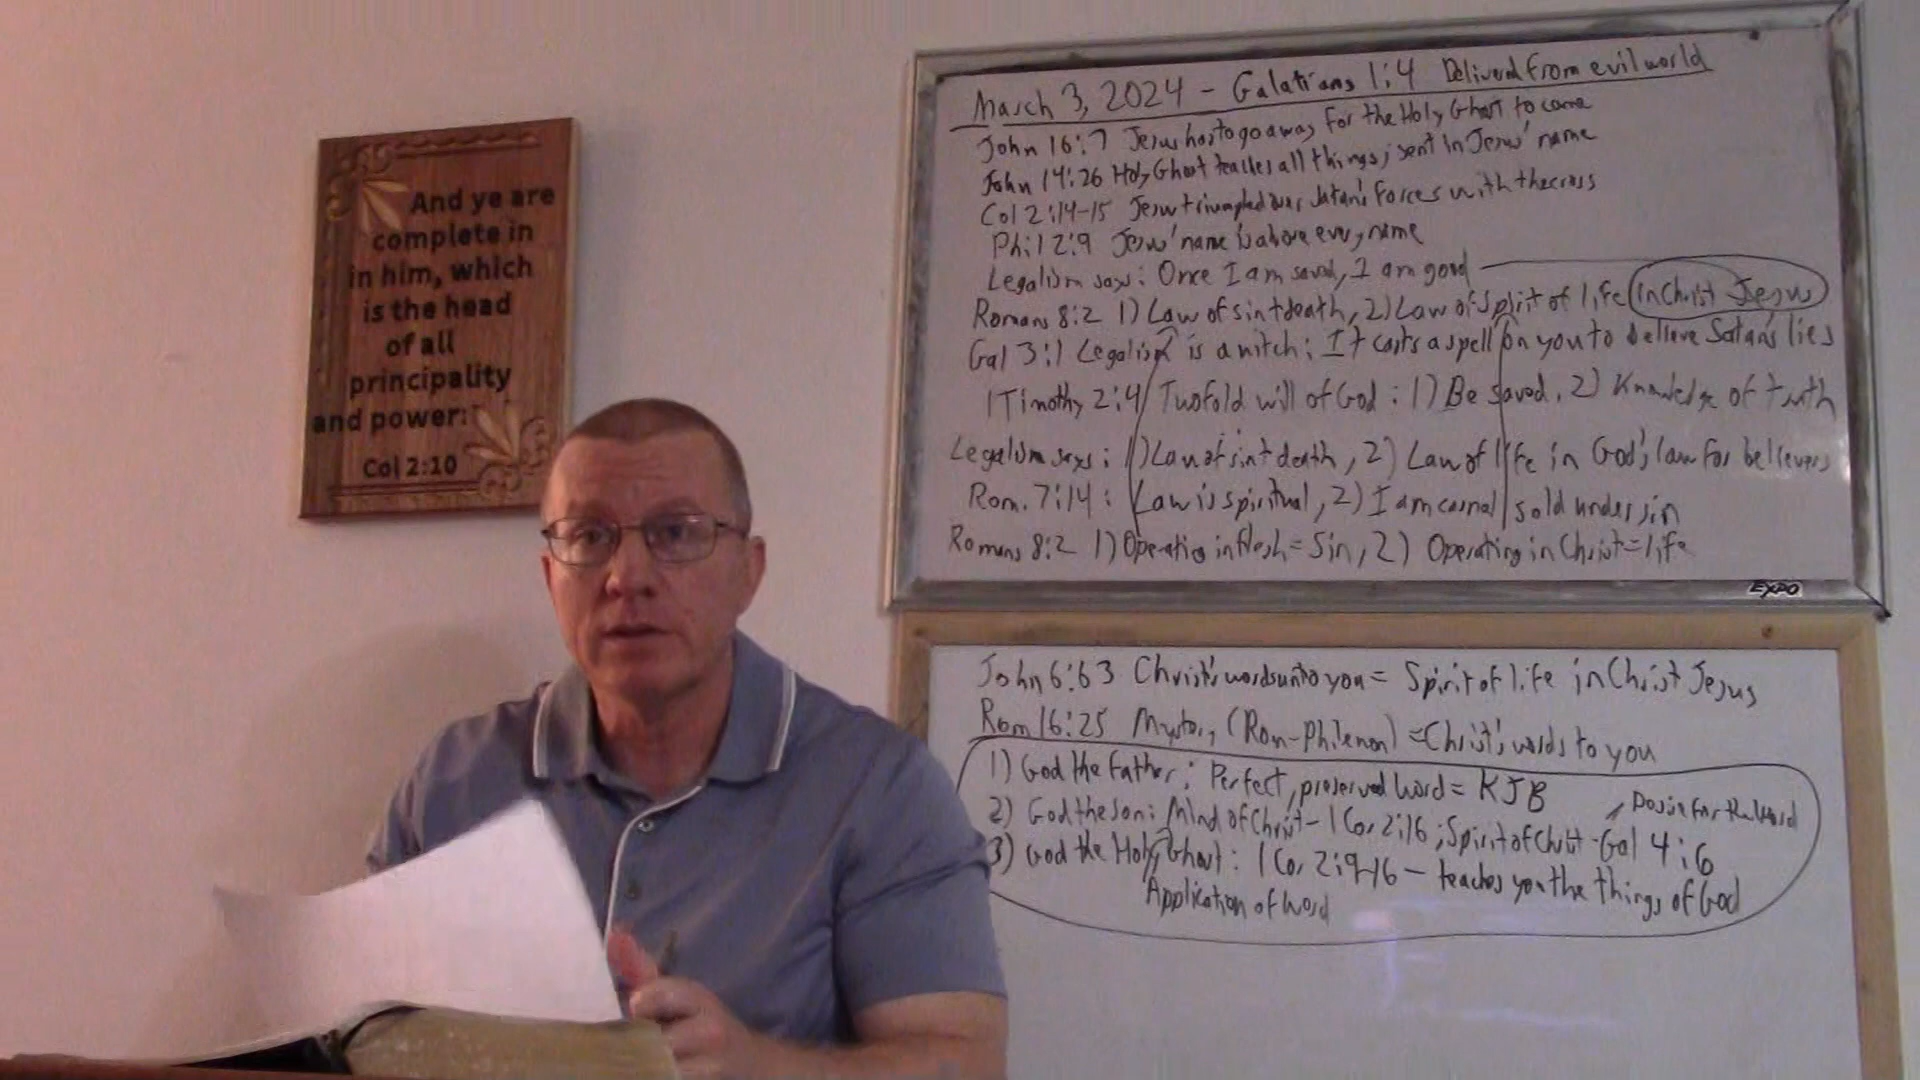 And ye are
complete in
in him, which
is the head
of all
principality
and power:
Col 2:10
March 3, 2024 - Galatians 1:4 Delivered from evil world
John 16:7 Jesus has to go away for the Holy Ghost to come
John 14:26 Holy Ghost teaches all things; sent in Jesus' name
Col 2:14-15 Jesus triumphed over Satan's forces with the cross
Phil 2:9 Jesus' name is above every name
Legalism says: Once I am saved, I am good
Romans 8:2 1) Law of sin + death, 2) Law of Spirit of life in Christ Jesus
Gal 3:1 Legalism is a witch: It casts a spell on you to believe Satan's lies
1 Timothy 2:4 Twofold will of God: 1) Be saved, 2) Knowledge of truth
Legalism says: 1) Law of sin + death, 2) Law of life in God's law for believers
Rom. 7:14: Law is spiritual, 2) I am carnal sold under sin
Romans 8:2 1) Operating in flesh = Sin, 2) Operating in Christ = life
EXPO
John 6:63 Christ's words unto you = Spirit of life in Christ Jesus
Rom 16:25 Mystery (Rom-Philemon) = Christ's words to you
1) God the Father: Perfect, preserved word = KJB
Desire for the Word
2) God the Son: Mind of Christ - 1 Cor 2:16; Spirit of Christ - Gal 4:6
3) God the Holy Ghost: 1 Cor 2:9-16 - teaches you the things of God
Application of Word